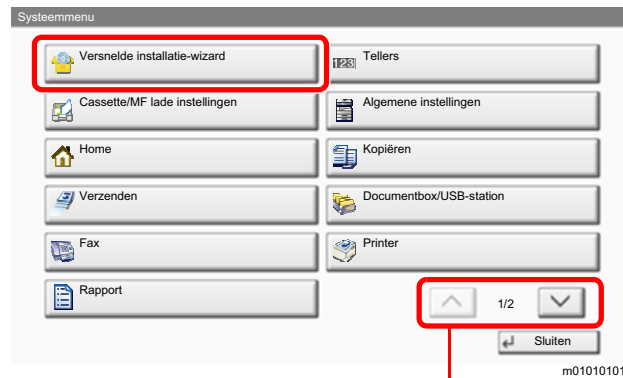 Systeemmenu
Versnelde installatie-wizard
123 Tellers
Cassette/MF lade instellingen
Algemene instellingen
Home
Kopiëren
Verzenden
Documentbox/USB-station
Fax
Printer
Rapport
1/2
Sluiten
m01010101